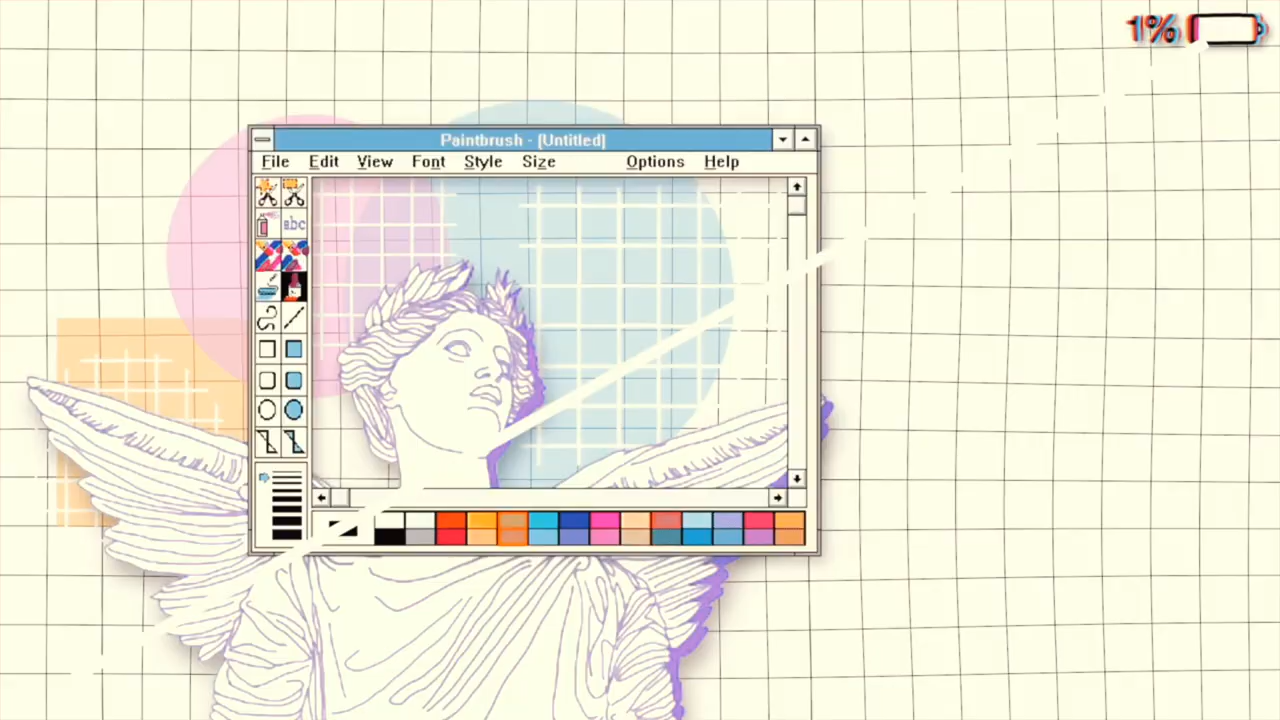 1%
Paintbrush - [Untitled]
File Edit View Font Style Size Options Help
abc